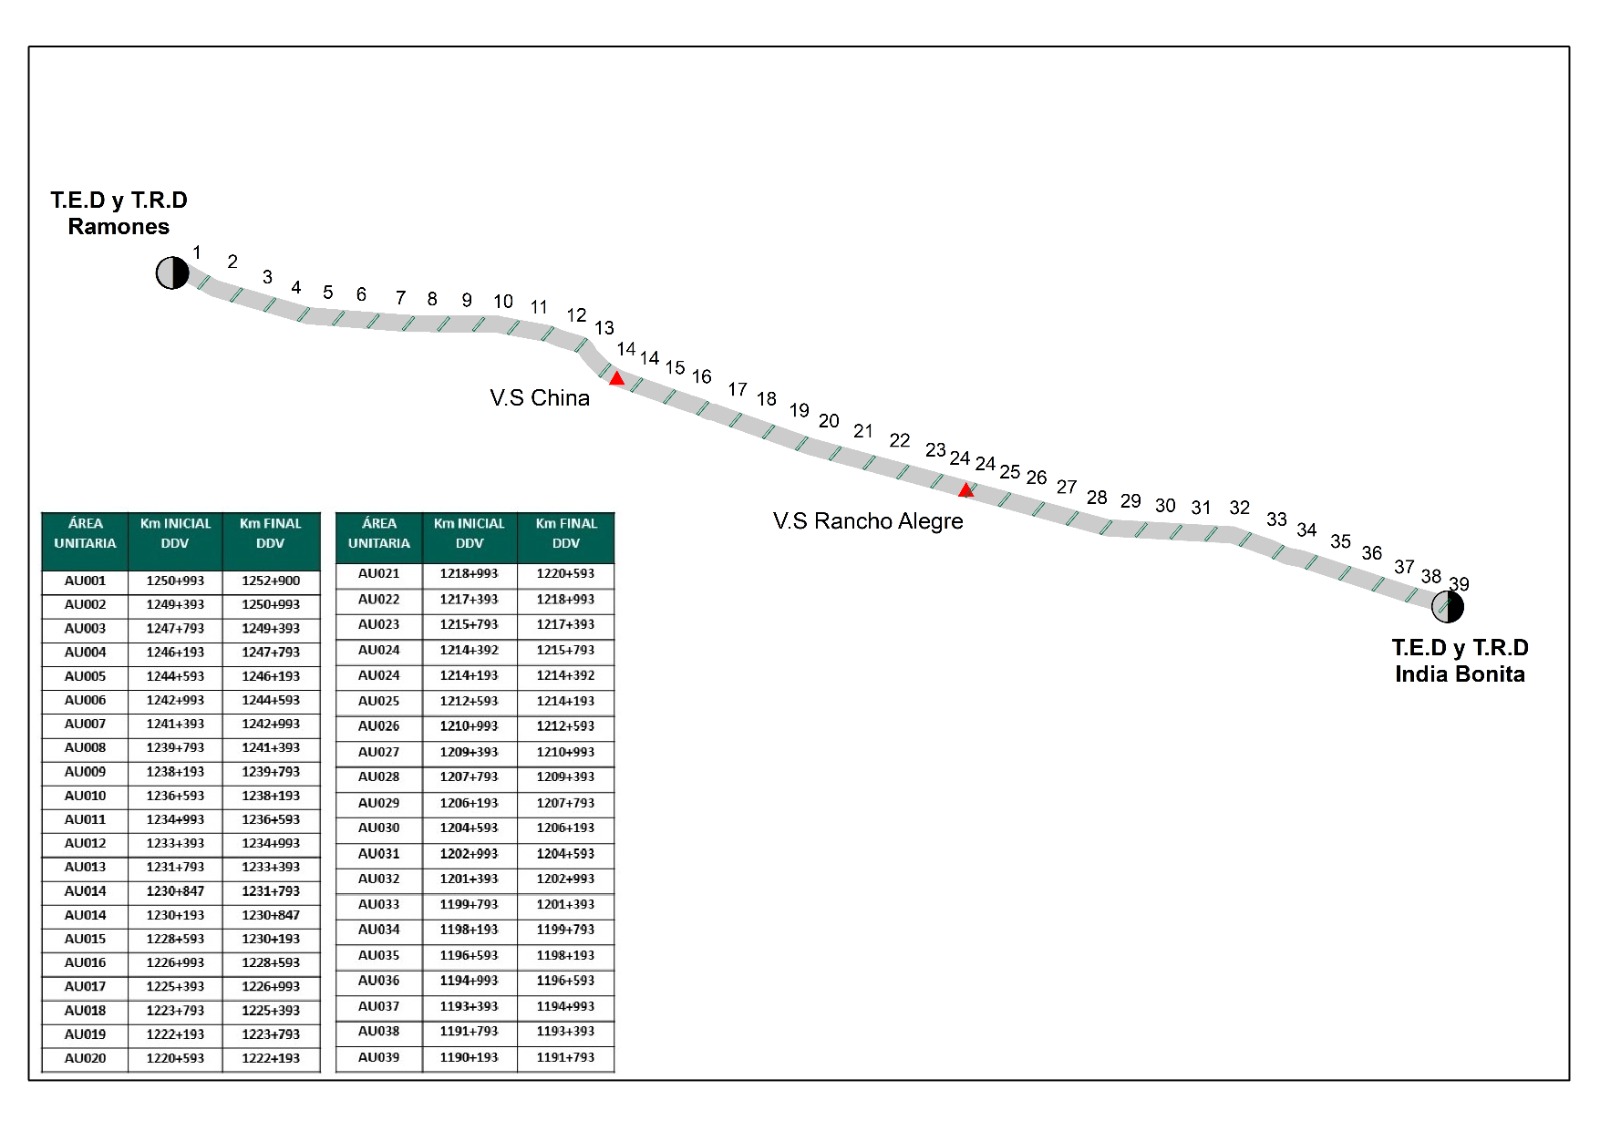 T.E.D y T.R.D
Ramones
1
2
3
4
5
6
7
8
9
10
11
12
13
14
14
15
16
17
18
19
20
21
22
23
24
24
25
26
27
28
29
30
31
32
33
34
35
36
37
38
39
V.S China
V.S Rancho Alegre
T.E.D y T.R.D
India Bonita
ÁREA Km INICIAL Km FINAL
UNITARIA DDV DDV
AU001 1250+993 1252+900
AU002 1249+393 1250+993
AU003 1247+793 1249+393
AU004 1246+193 1247+793
AU005 1244+593 1246+193
AU006 1242+993 1244+593
AU007 1241+393 1242+993
AU008 1239+793 1241+393
AU009 1238+193 1239+793
AU010 1236+593 1238+193
AU011 1234+993 1236+593
AU012 1233+393 1234+993
AU013 1231+793 1233+393
AU014 1230+847 1231+793
AU014 1230+193 1230+847
AU015 1228+593 1230+193
AU016 1226+993 1228+593
AU017 1225+393 1226+993
AU018 1223+793 1225+393
AU019 1222+193 1223+793
AU020 1220+593 1222+193
ÁREA Km INICIAL Km FINAL
UNITARIA DDV DDV
AU021 1218+993 1220+593
AU022 1217+393 1218+993
AU023 1215+793 1217+393
AU024 1214+392 1215+793
AU024 1214+193 1214+392
AU025 1212+593 1214+193
AU026 1210+993 1212+593
AU027 1209+393 1210+993
AU028 1207+793 1209+393
AU029 1206+193 1207+793
AU030 1204+593 1206+193
AU031 1202+993 1204+593
AU032 1201+393 1202+993
AU033 1199+793 1201+393
AU034 1198+193 1199+793
AU035 1196+593 1198+193
AU036 1194+993 1196+593
AU037 1193+393 1194+993
AU038 1191+793 1193+393
AU039 1190+193 1191+793